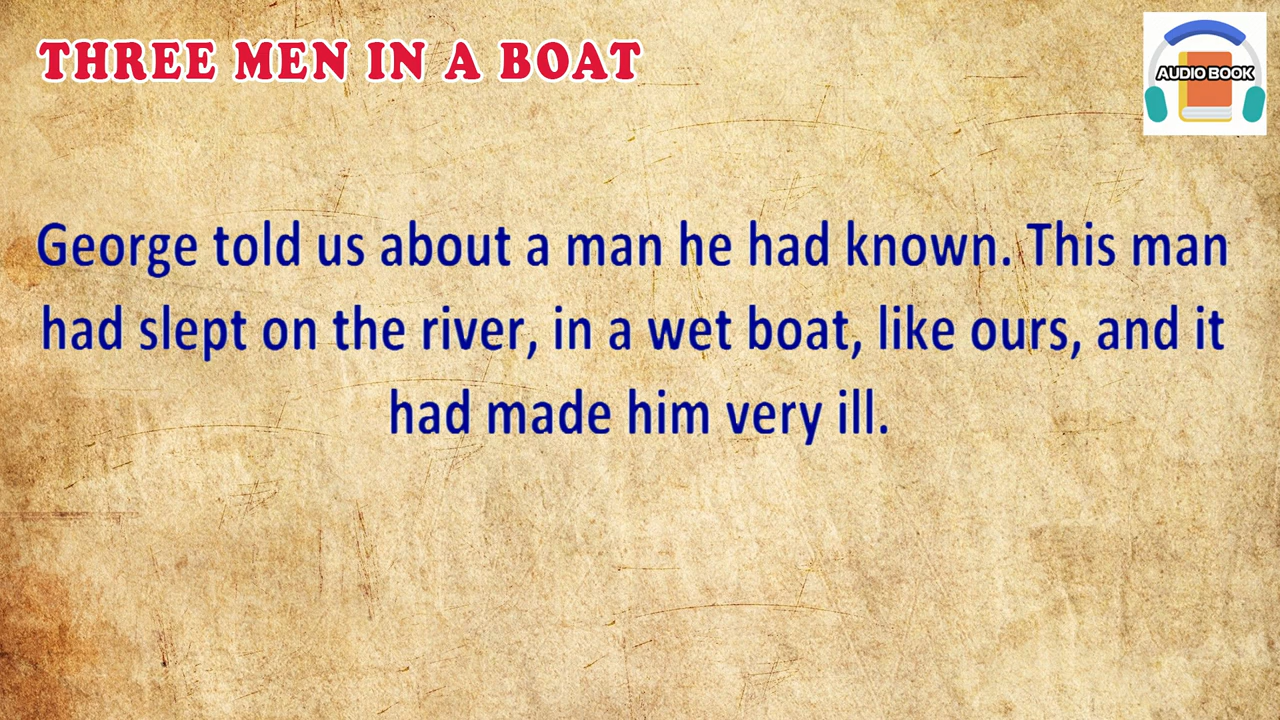 THREE MEN IN A BOAT
AUDIO BOOK
George told us about a man he had known. This man
had slept on the river, in a wet boat, like ours, and it
had made him very ill.